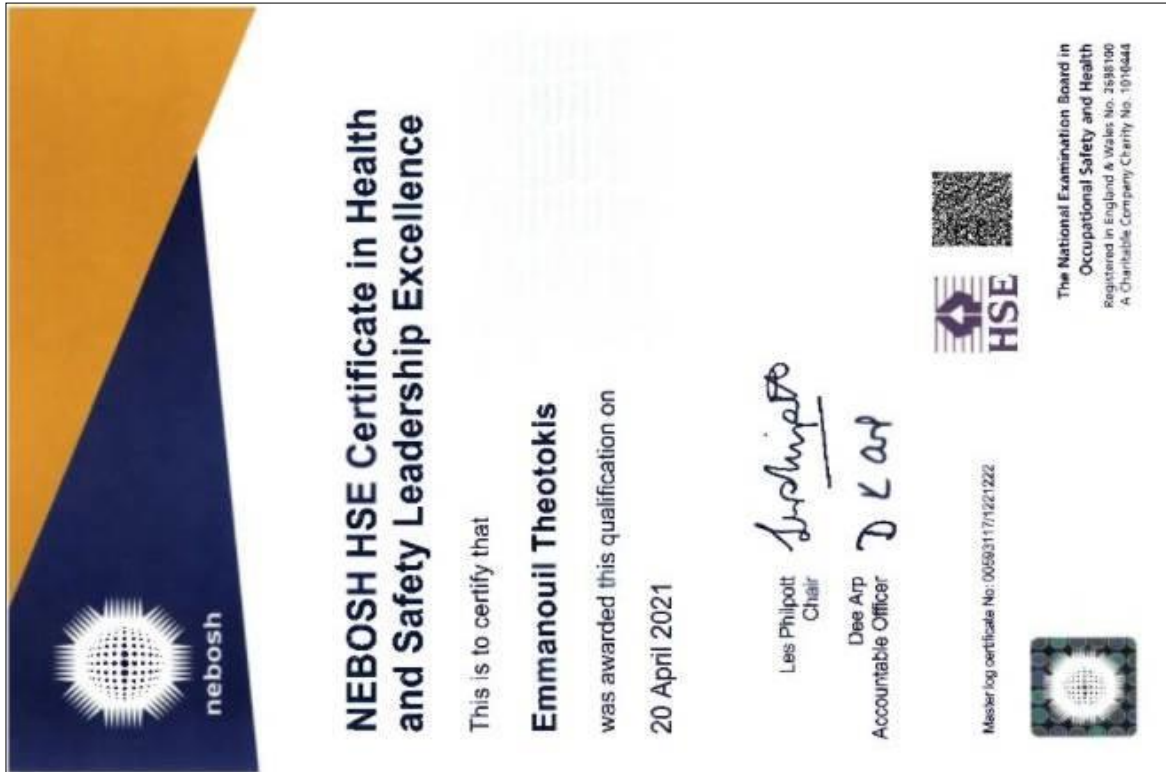 nebosh
NEBOSH HSE Certificate in Health
and Safety Leadership Excellence
This is to certify that
Emmanouil Theotokis
was awarded this qualification on
20 April 2021
Les Philpott
Chair
Dee Arp
Accountable Officer
D K Arp
Master log certificate No: 00593117/1221222
HSE
The National Examination Board in
Occupational Safety and Health
Registered in England & Wales No. 2698100
A Charitable Company Charity No. 1010444